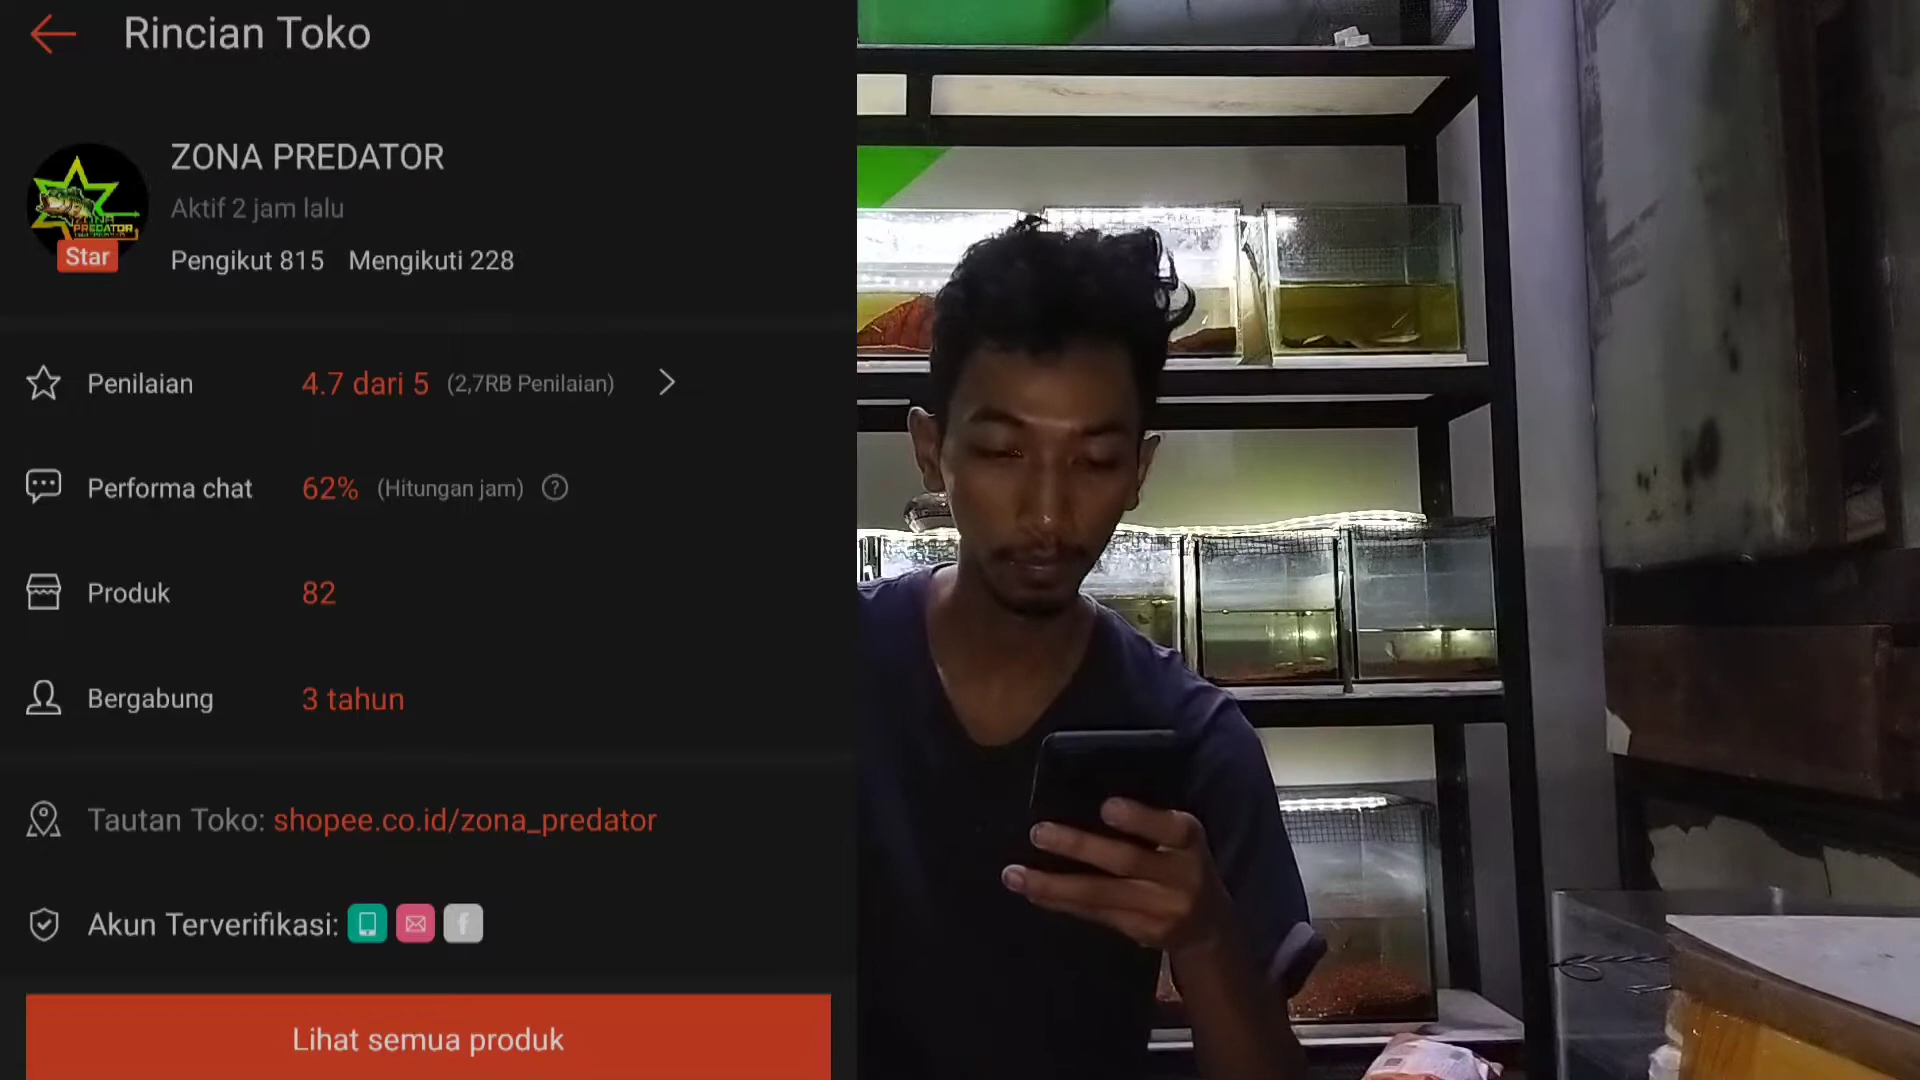 Rincian Toko
ZONA PREDATOR
Aktif 2 jam lalu
Pengikut 815 Mengikuti 228
ZONA
PREDATOR
Star
Penilaian 4.7 dari 5 (2,7RB Penilaian)
Performa chat 62% (Hitungan jam) ?
Produk 82
Bergabung 3 tahun
Tautan Toko: shopee.co.id/zona_predator
Akun Terverifikasi: f
Lihat semua produk